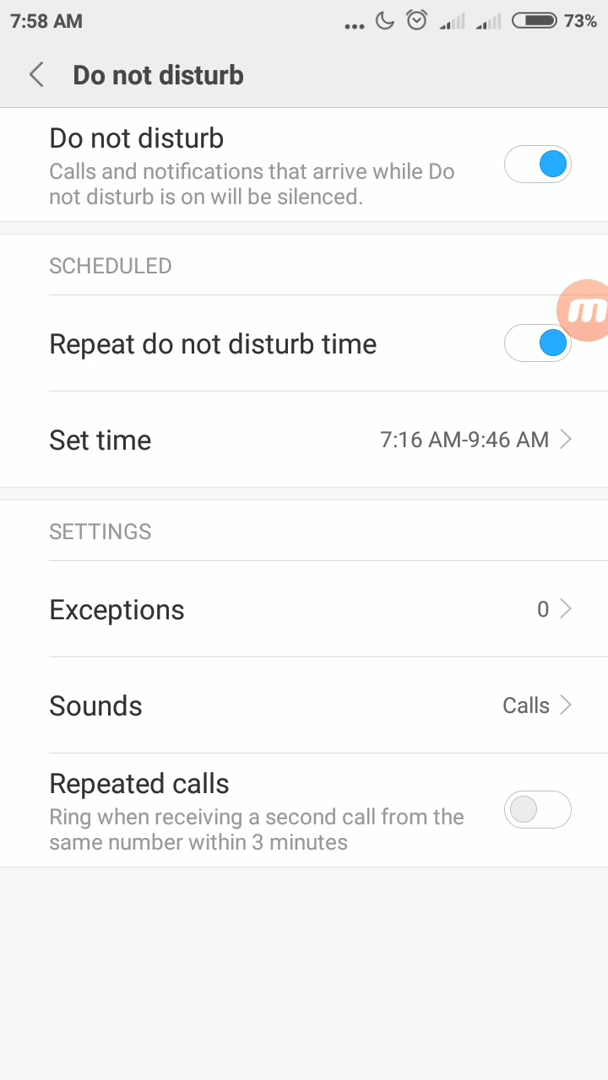 7:58 AM ... 73%
Do not disturb
Do not disturb
Calls and notifications that arrive while Do
not disturb is on will be silenced.
SCHEDULED
m
Repeat do not disturb time
Set time 7:16 AM-9:46 AM
SETTINGS
Exceptions 0
Sounds Calls
Repeated calls
Ring when receiving a second call from the
same number within 3 minutes